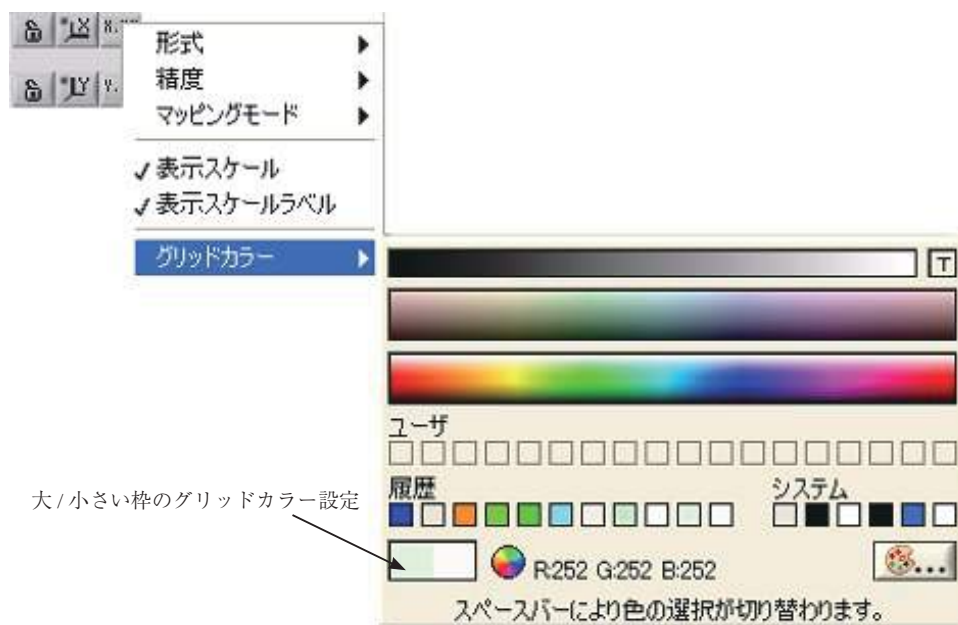 X
形式
精度
Y
マッピングモード
表示スケール
表示スケールラベル
グリッドカラー
T
ユーザ
大 / 小さい枠のグリッドカラー設定
履歴 システム
R:252 G:252 B:252
...
スペースバーにより色の選択が切り替わります。